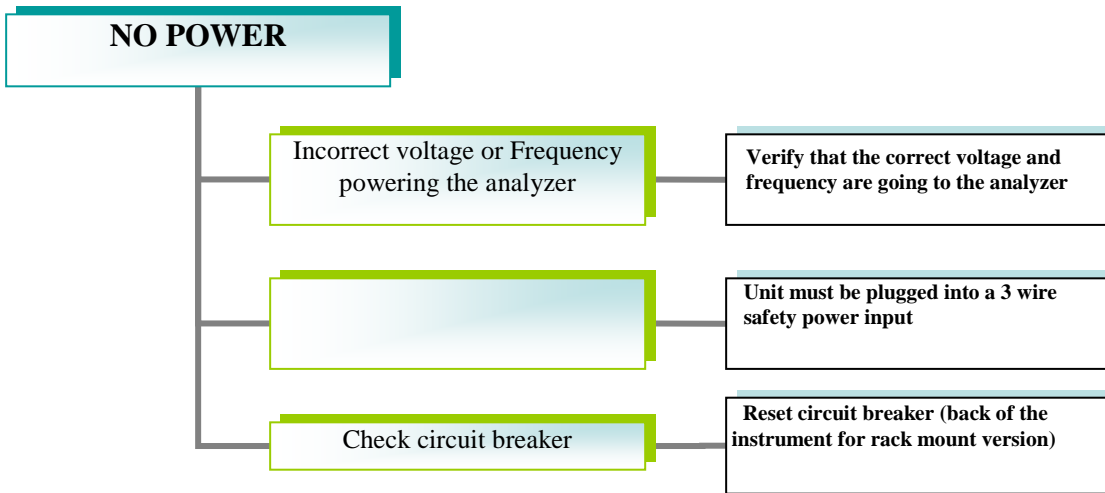 NO POWER
Incorrect voltage or Frequency
powering the analyzer
Verify that the correct voltage and
frequency are going to the analyzer
Unit must be plugged into a 3 wire
safety power input
Check circuit breaker
Reset circuit breaker (back of the
instrument for rack mount version)